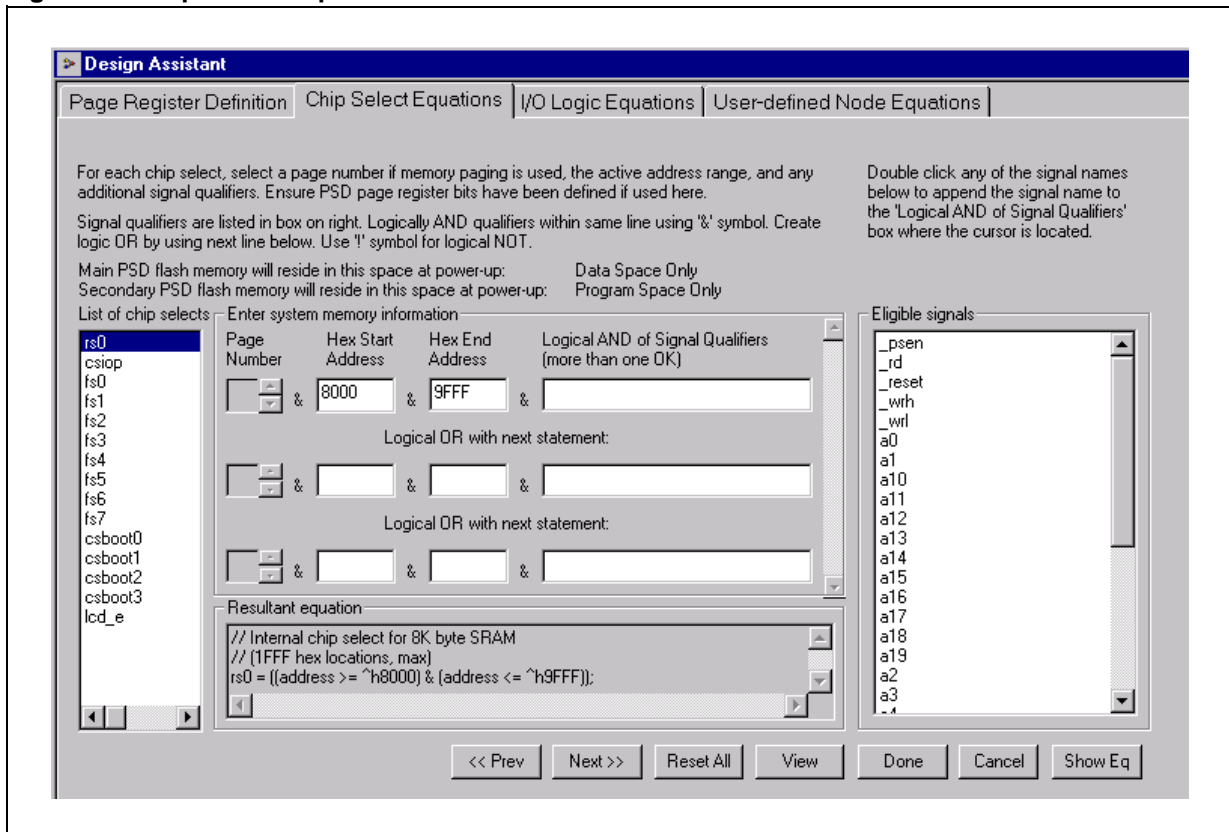 Design Assistant
Page Register Definition Chip Select Equations I/O Logic Equations User-defined Node Equations
For each chip select, select a page number if memory paging is used, the active address range, and any
additional signal qualifiers. Ensure PSD page register bits have been defined if used here.
Signal qualifiers are listed in box on right. Logically AND qualifiers within same line using '&' symbol. Create
logic OR by using next line below. Use '!' symbol for logical NOT.
Main PSD flash memory will reside in this space at power-up: Data Space Only
Secondary PSD flash memory will reside in this space at power-up: Program Space Only
Double click any of the signal names
below to append the signal name to
the 'Logical AND of Signal Qualifiers'
box where the cursor is located.
List of chip selects
rs0
csiop
fs0
fs1
fs2
fs3
fs4
fs5
fs6
fs7
csboot0
csboot1
csboot2
csboot3
lcd_e
Enter system memory information
Page Hex Start Hex End Logical AND of Signal Qualifiers
Number Address Address (more than one OK)
& 8000 & 9FFF &
Logical OR with next statement:
& & &
Logical OR with next statement:
& & &
Resultant equation
// Internal chip select for 8K byte SRAM
// (1FFF hex locations, max)
rs0 = ((address >= ^h8000) & (address <= ^h9FFF));
Eligible signals
_psen
_rd
_reset
_wrh
_wrl
a0
a1
a10
a11
a12
a13
a14
a15
a16
a17
a18
a19
a2
a3
<< Prev Next >> Reset All View Done Cancel Show Eq